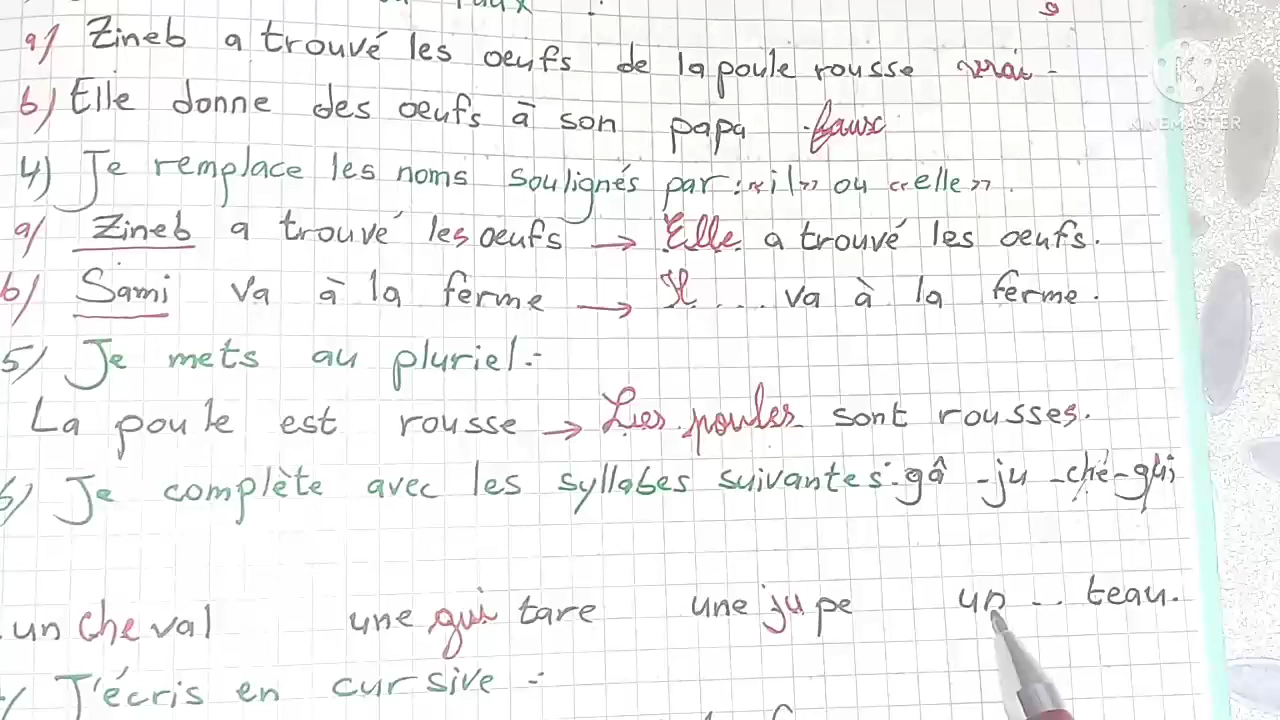 a) Zineb a trouvé les oeufs de la poule rousse vrai -
b) Elle donne des oeufs à son papa faux
KINEMASTER
4) Je remplace les noms soulignés par : «il» ou «elle».
a) Zineb a trouvé les oeufs → Elle a trouvé les oeufs.
b) Sami va à la ferme → Il ... va à la ferme.
5) Je mets au pluriel :-
La poule est rousse → Les poules sont rousses.
6) Je complète avec les syllabes suivantes : gâ - ju - che - gui
un cheval une guitare une jupe un ... teau.
/ J'écris en cursive :-